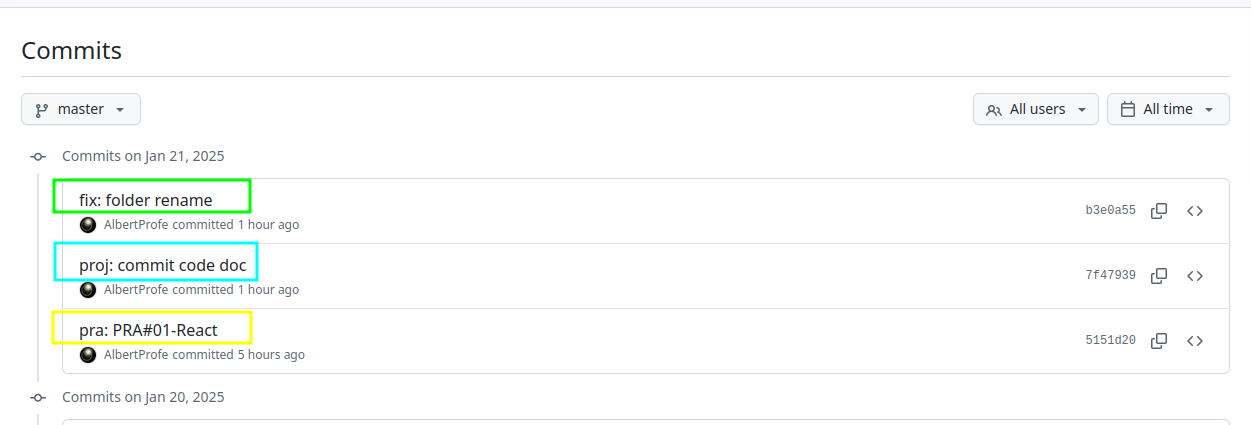 Commits
master
All users
All time
Commits on Jan 21, 2025
fix: folder rename
AlbertProfe committed 1 hour ago
b3e0a55
proj: commit code doc
AlbertProfe committed 1 hour ago
7f47939
pra: PRA#01-React
AlbertProfe committed 5 hours ago
5151d20
Commits on Jan 20, 2025